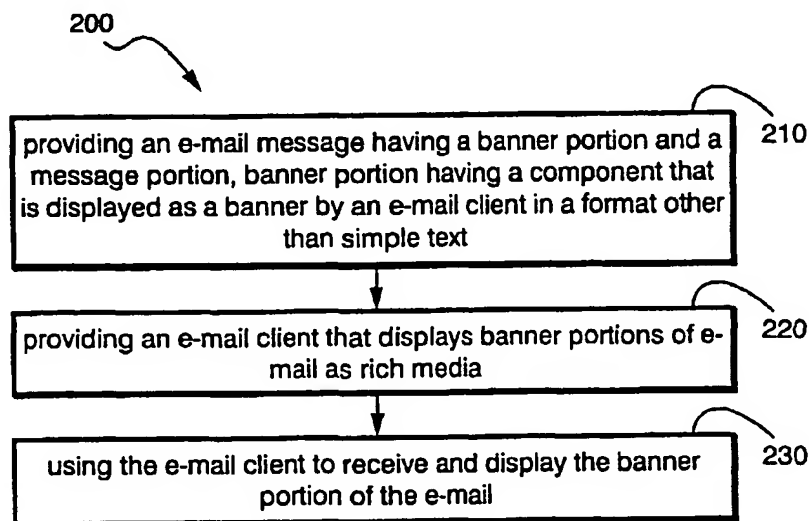 200
210
providing an e-mail message having a banner portion and a
message portion, banner portion having a component that
is displayed as a banner by an e-mail client in a format other
than simple text
220
providing an e-mail client that displays banner portions of e-
mail as rich media
230
using the e-mail client to receive and display the banner
portion of the e-mail